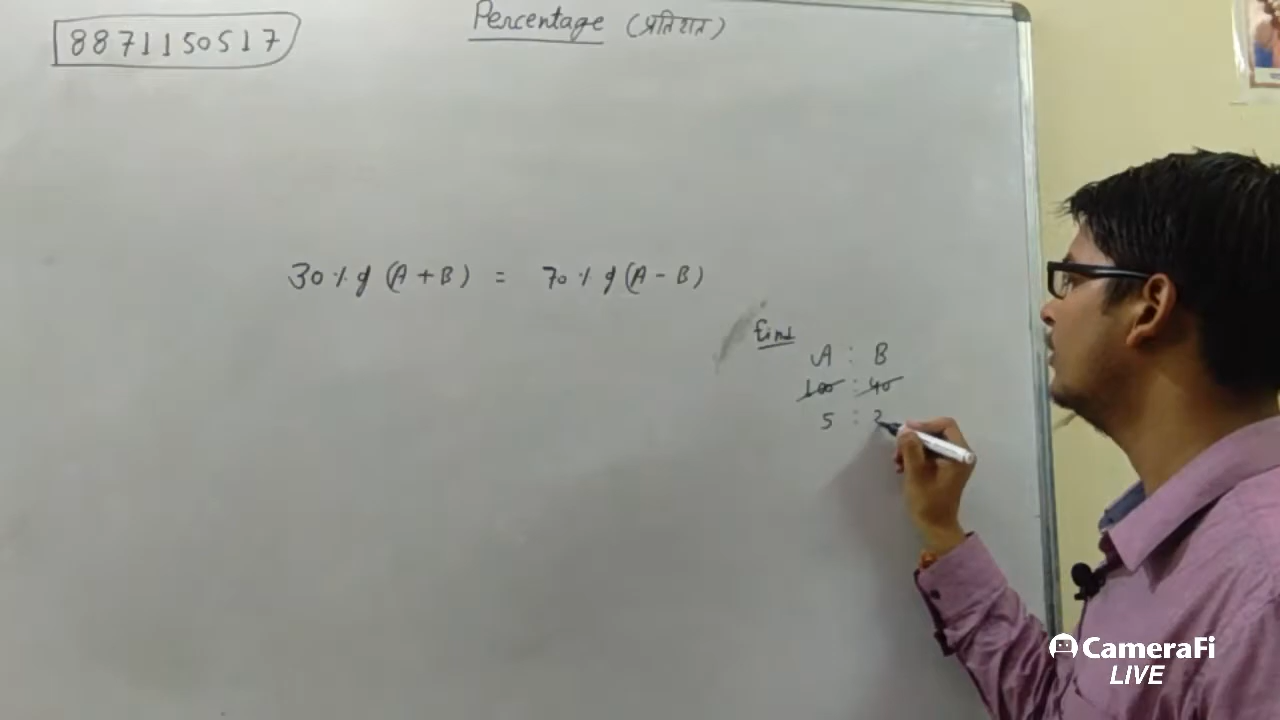 Percentage (प्रतिशत)
8871150517
30% of (A + B) = 70% of (A - B)
find
A : B
100 : 40
5 : 2
CameraFi
LIVE